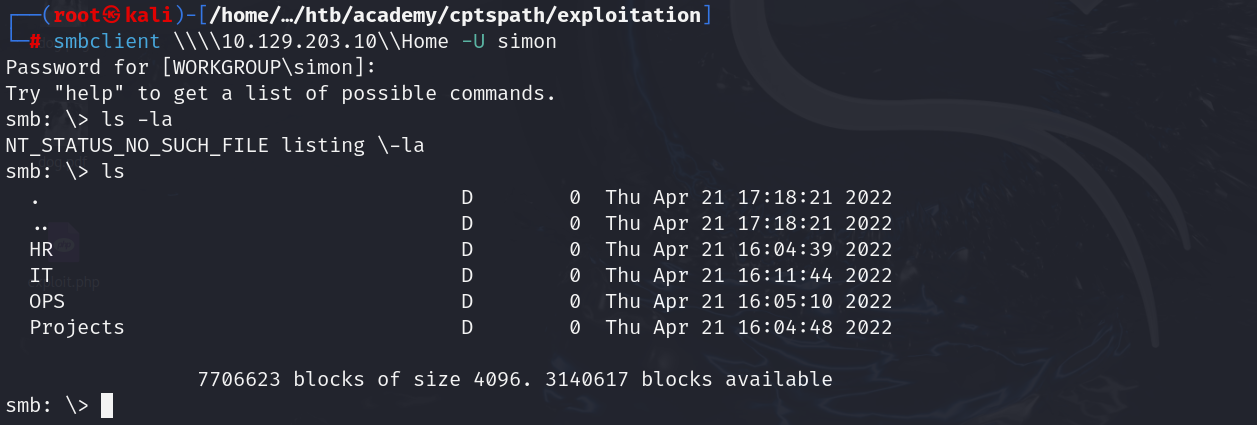 ┌──(root㉿kali)-[/home/…/htb/academy/cptspath/exploitation]
└─# smbclient \\\\10.129.203.10\\Home -U simon
Password for [WORKGROUP\simon]:
Try "help" to get a list of possible commands.
smb: \> ls -la
NT_STATUS_NO_SUCH_FILE listing \-la
smb: \> ls
  .                                   D        0  Thu Apr 21 17:18:21 2022
  ..                                  D        0  Thu Apr 21 17:18:21 2022
  HR                                  D        0  Thu Apr 21 16:04:39 2022
  IT                                  D        0  Thu Apr 21 16:11:44 2022
  OPS                                 D        0  Thu Apr 21 16:05:10 2022
  Projects                            D        0  Thu Apr 21 16:04:48 2022
exploit.php
		7706623 blocks of size 4096. 3140617 blocks available
smb: \>